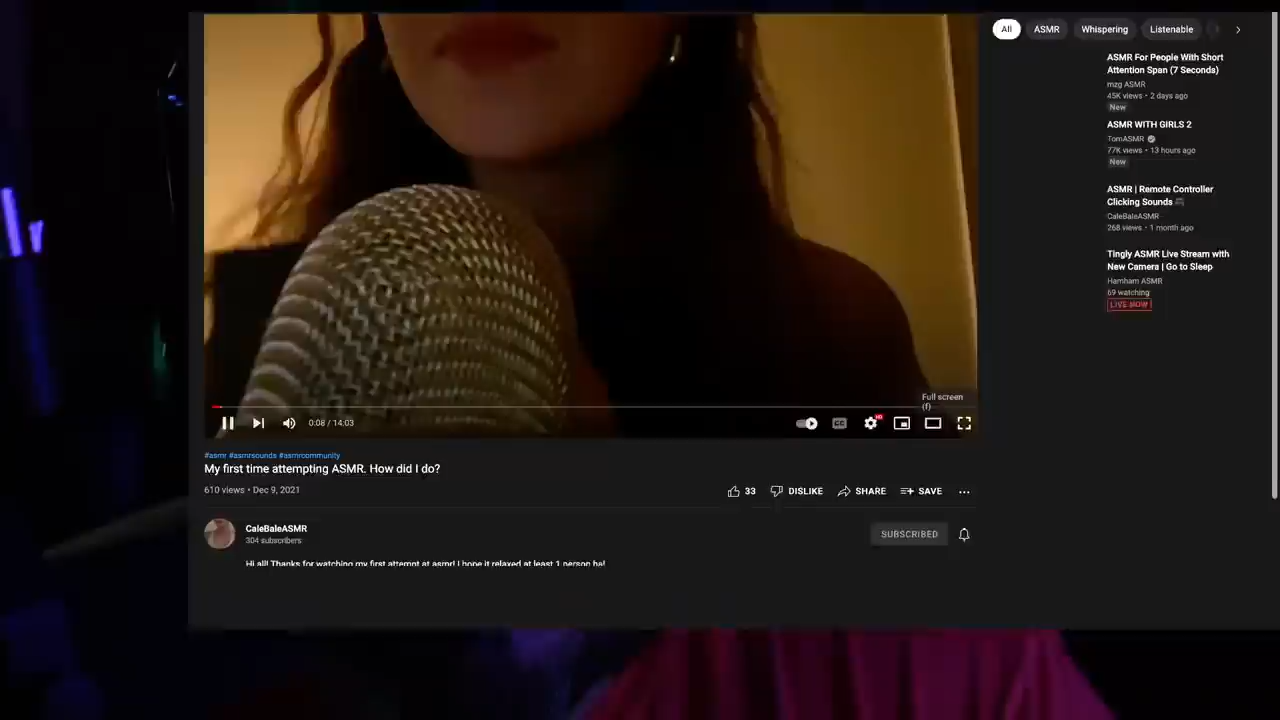 All
ASMR
Whispering
Listenable
ASMR For People With Short
Attention Span (7 Seconds)
mzg ASMR
45K views • 2 days ago
New
ASMR WITH GIRLS 2
TomASMR
77K views • 13 hours ago
New
ASMR | Remote Controller
Clicking Sounds
CaleBaleASMR
268 views • 1 month ago
Tingly ASMR Live Stream with
New Camera | Go to Sleep
Hamham ASMR
69 watching
LIVE NOW
Full screen
(f)
0:08 / 14:03
CC
HD
#asmr #asmrsounds #asmrcommunity
My first time attempting ASMR. How did I do?
610 views • Dec 9, 2021
33
DISLIKE
SHARE
SAVE
CaleBaleASMR
304 subscribers
SUBSCRIBED
Hi all! Thanks for watching my first attempt at asmr! I hope it relaxed at least 1 person ha!